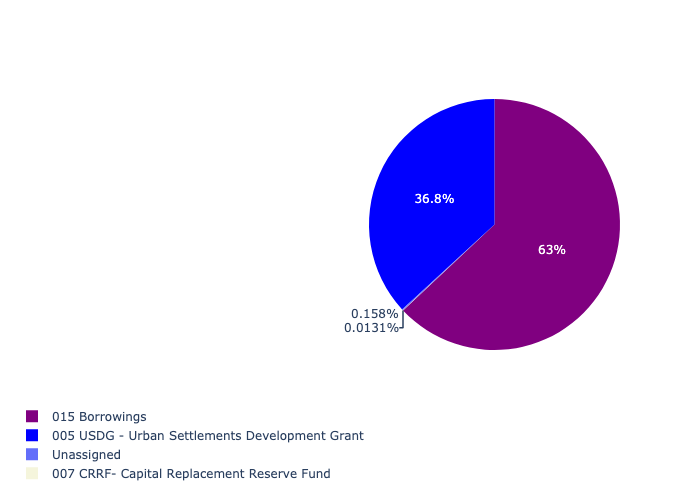 36.8%
63%
0.158%
0.0131%
015 Borrowings
005 USDG - Urban Settlements Development Grant
Unassigned
007 CRRF- Capital Replacement Reserve Fund